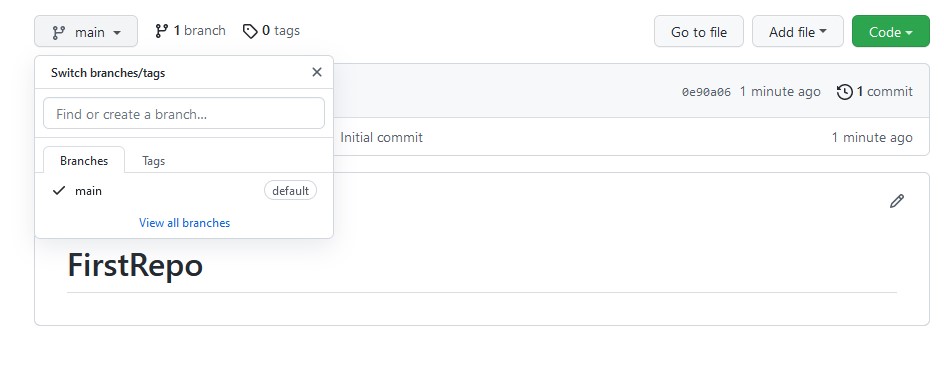 main 1 branch 0 tags Go to file Add file Code
Switch branches/tags
0e90a06 1 minute ago 1 commit
Find or create a branch...
Initial commit 1 minute ago
Branches Tags
main default
View all branches
FirstRepo